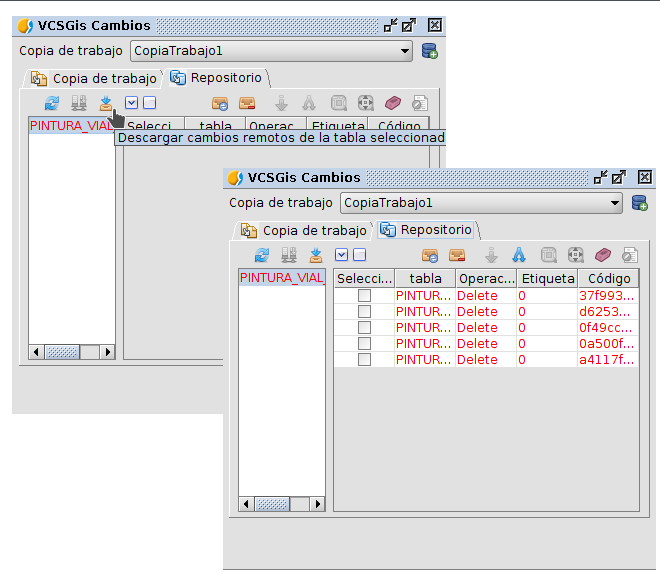 VCSGis Cambios
Copia de trabajo CopiaTrabajo1
Copia de trabajo Repositorio
PINTURA_VIAL Selecci... tabla Operac... Etiqueta Código
Descargar cambios remotos de la tabla seleccionad
VCSGis Cambios
Copia de trabajo CopiaTrabajo1
Copia de trabajo Repositorio
PINTURA_VIAL_ Selecci... tabla Operac... Etiqueta Código
PINTUR... Delete 0 37f993...
PINTUR... Delete 0 d6253...
PINTUR... Delete 0 0f49cc...
PINTUR... Delete 0 0a500f...
PINTUR... Delete 0 a4117f...